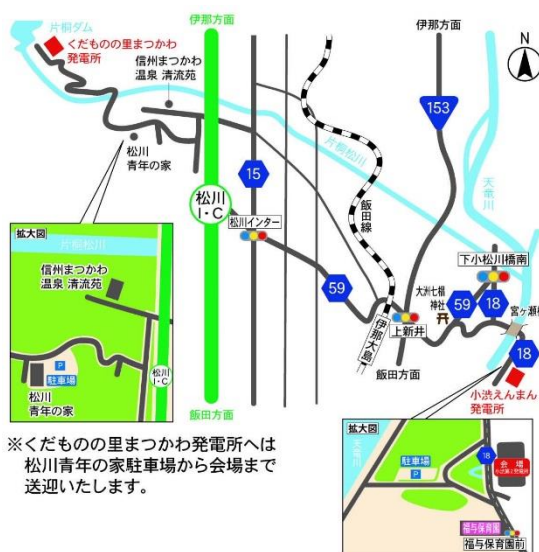 片桐ダム
くだものの里まつかわ
発電所
伊那方面
信州まつかわ
温泉 清流苑
松川
青年の家
15
松川
I・C
松川インター
片桐松川
飯田線
伊那方面
153
N
天竜川
下小松川橋南
大洲七椙
神社
59
18
宮ヶ瀬橋
59
上新井
伊那大島
18
小渋えんまん
発電所
飯田方面
飯田方面
拡大図
片桐松川
信州まつかわ
温泉 清流苑
P
駐車場
松川
青年の家
松川
I・C
※くだものの里まつかわ発電所へは
松川青年の家駐車場から会場まで
送迎いたします。
拡大図
天竜川
駐車場
P
18
会場
福与保育園
福与保育園前